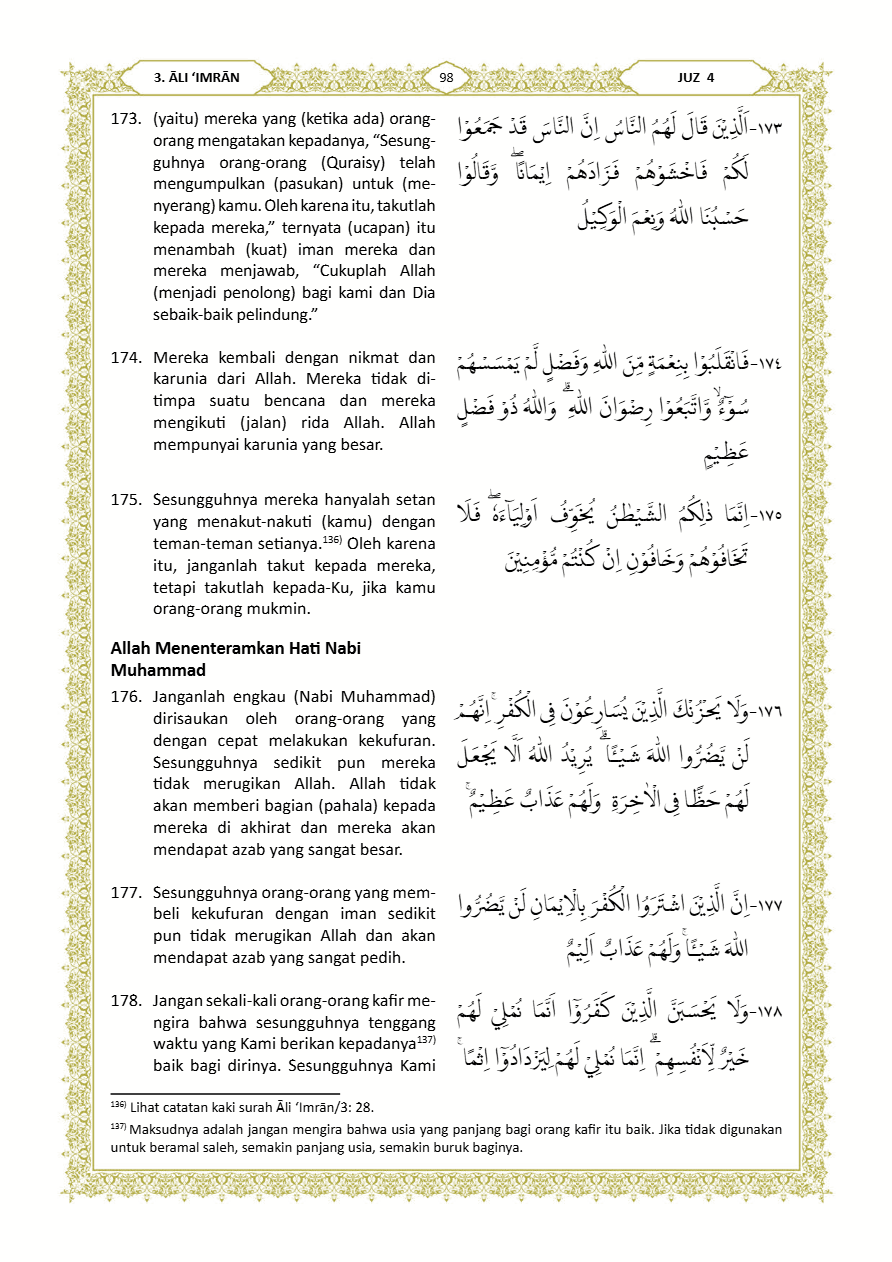 3. ĀLI ‘IMRĀN
98
JUZ 4
173. (yaitu) mereka yang (ketika ada) orang-
orang mengatakan kepadanya, “Sesung-
guhnya orang-orang (Quraisy) telah
mengumpulkan (pasukan) untuk (me-
nyerang) kamu. Oleh karena itu, takutlah
kepada mereka,” ternyata (ucapan) itu
menambah (kuat) iman mereka dan
mereka menjawab, “Cukuplah Allah
(menjadi penolong) bagi kami dan Dia
sebaik-baik pelindung.”
١٧٣-اَلَّذِيْنَ قَالَ لَهُمُ النَّاسُ اِنَّ النَّاسَ قَدْ جَمَعُوْا
لَكُمْ فَاخْشَوْهُمْ فَزَادَهُمْ اِيْمَانًاۖ وَّقَالُوْا
حَسْبُنَا اللّٰهُ وَنِعْمَ الْوَكِيْلُ
174. Mereka kembali dengan nikmat dan
karunia dari Allah. Mereka tidak di-
timpa suatu bencana dan mereka
mengikuti (jalan) rida Allah. Allah
mempunyai karunia yang besar.
١٧٤-فَانْقَلَبُوْا بِنِعْمَةٍ مِّنَ اللّٰهِ وَفَضْلٍ لَّمْ يَمْسَسْهُمْ
سُوْۤءٌۙ وَّاتَّبَعُوْا رِضْوَانَ اللّٰهِۗ وَاللّٰهُ ذُوْ فَضْلٍ
عَظِيْمٍ
175. Sesungguhnya mereka hanyalah setan
yang menakut-nakuti (kamu) dengan
teman-teman setianya.136) Oleh karena
itu, janganlah takut kepada mereka,
tetapi takutlah kepada-Ku, jika kamu
orang-orang mukmin.
١٧٥-اِنَّمَا ذٰلِكُمُ الشَّيْطٰنُ يُخَوِّفُ اَوْلِيَاۤءَهٗۖ فَلَا
تَخَافُوْهُمْ وَخَافُوْنِ اِنْ كُنْتُمْ مُّؤْمِنِيْنَ
Allah Menenteramkan Hati Nabi
Muhammad
176. Janganlah engkau (Nabi Muhammad)
dirisaukan oleh orang-orang yang
dengan cepat melakukan kekufuran.
Sesungguhnya sedikit pun mereka
tidak merugikan Allah. Allah tidak
akan memberi bagian (pahala) kepada
mereka di akhirat dan mereka akan
mendapat azab yang sangat besar.
١٧٦-وَلَا يَحْزُنْكَ الَّذِيْنَ يُسَارِعُوْنَ فِى الْكُفْرِۚ اِنَّهُمْ
لَنْ يَّضُرُّوا اللّٰهَ شَيْـًٔاۗ يُرِيْدُ اللّٰهُ اَلَّا يَجْعَلَ
لَهُمْ حَظًّا فِى الْاٰخِرَةِ وَلَهُمْ عَذَابٌ عَظِيْمٌۚ
177. Sesungguhnya orang-orang yang mem-
beli kekufuran dengan iman sedikit
pun tidak merugikan Allah dan akan
mendapat azab yang sangat pedih.
١٧٧-اِنَّ الَّذِيْنَ اشْتَرَوُا الْكُفْرَ بِالْاِيْمَانِ لَنْ يَّضُرُّوا
اللّٰهَ شَيْـًٔاۚ وَلَهُمْ عَذَابٌ اَلِيْمٌ
178. Jangan sekali-kali orang-orang kafir me-
ngira bahwa sesungguhnya tenggang
waktu yang Kami berikan kepadanya137)
baik bagi dirinya. Sesungguhnya Kami
١٧٨-وَلَا يَحْسَبَنَّ الَّذِيْنَ كَفَرُوْٓا اَنَّمَا نُمْلِيْ لَهُمْ
خَيْرٌ لِّاَنْفُسِهِمْۗ اِنَّمَا نُمْلِيْ لَهُمْ لِيَزْدَادُوْٓا اِثْمًاۚ
136) Lihat catatan kaki surah Āli ‘Imrān/3: 28.
137) Maksudnya adalah jangan mengira bahwa usia yang panjang bagi orang kafir itu baik. Jika tidak digunakan
untuk beramal saleh, semakin panjang usia, semakin buruk baginya.